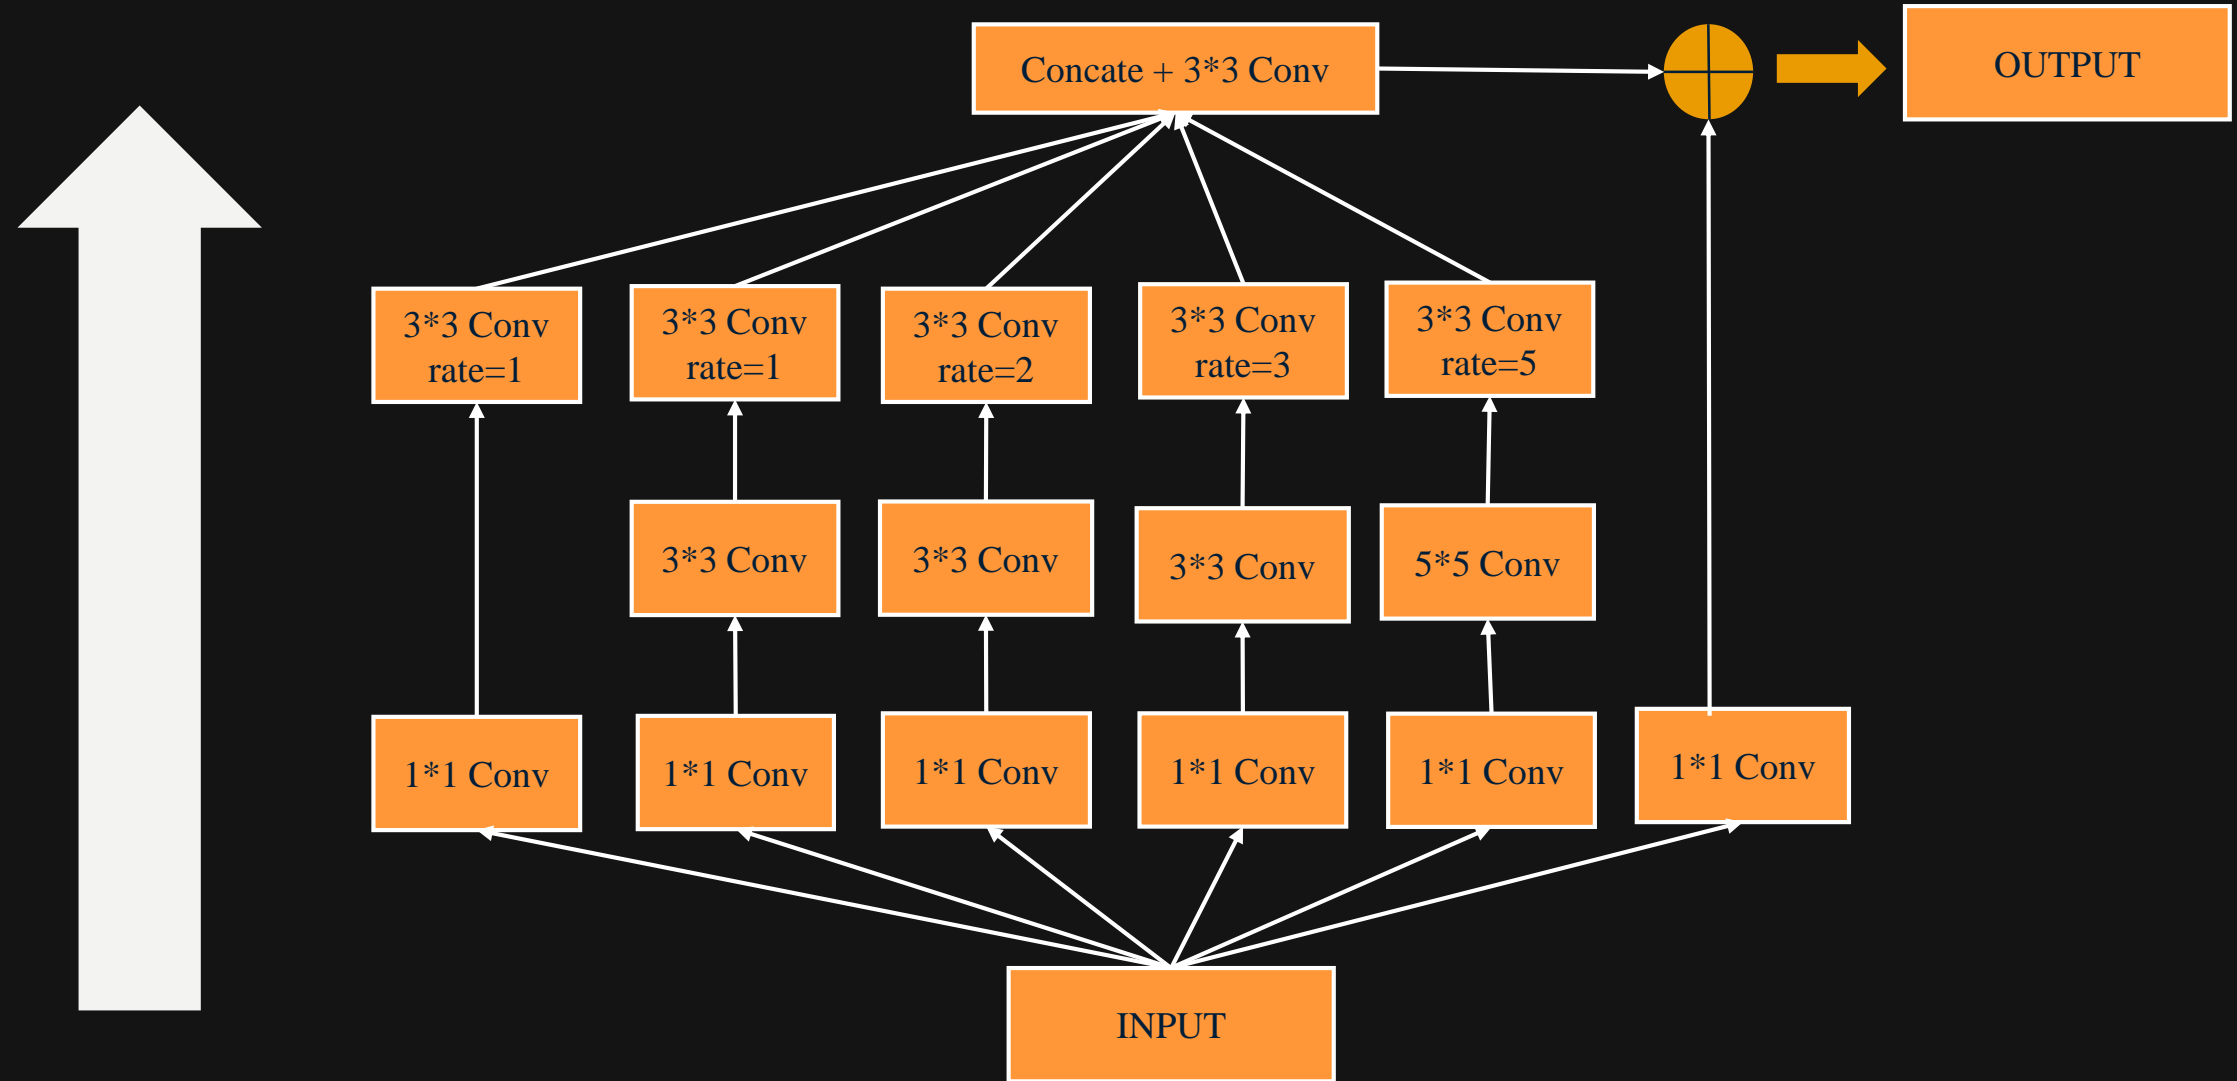 Concate + 3*3 Conv
OUTPUT
3*3 Conv
rate=1
3*3 Conv
rate=1
3*3 Conv
rate=2
3*3 Conv
rate=3
3*3 Conv
rate=5
3*3 Conv
3*3 Conv
3*3 Conv
5*5 Conv
1*1 Conv
1*1 Conv
1*1 Conv
1*1 Conv
1*1 Conv
1*1 Conv
INPUT